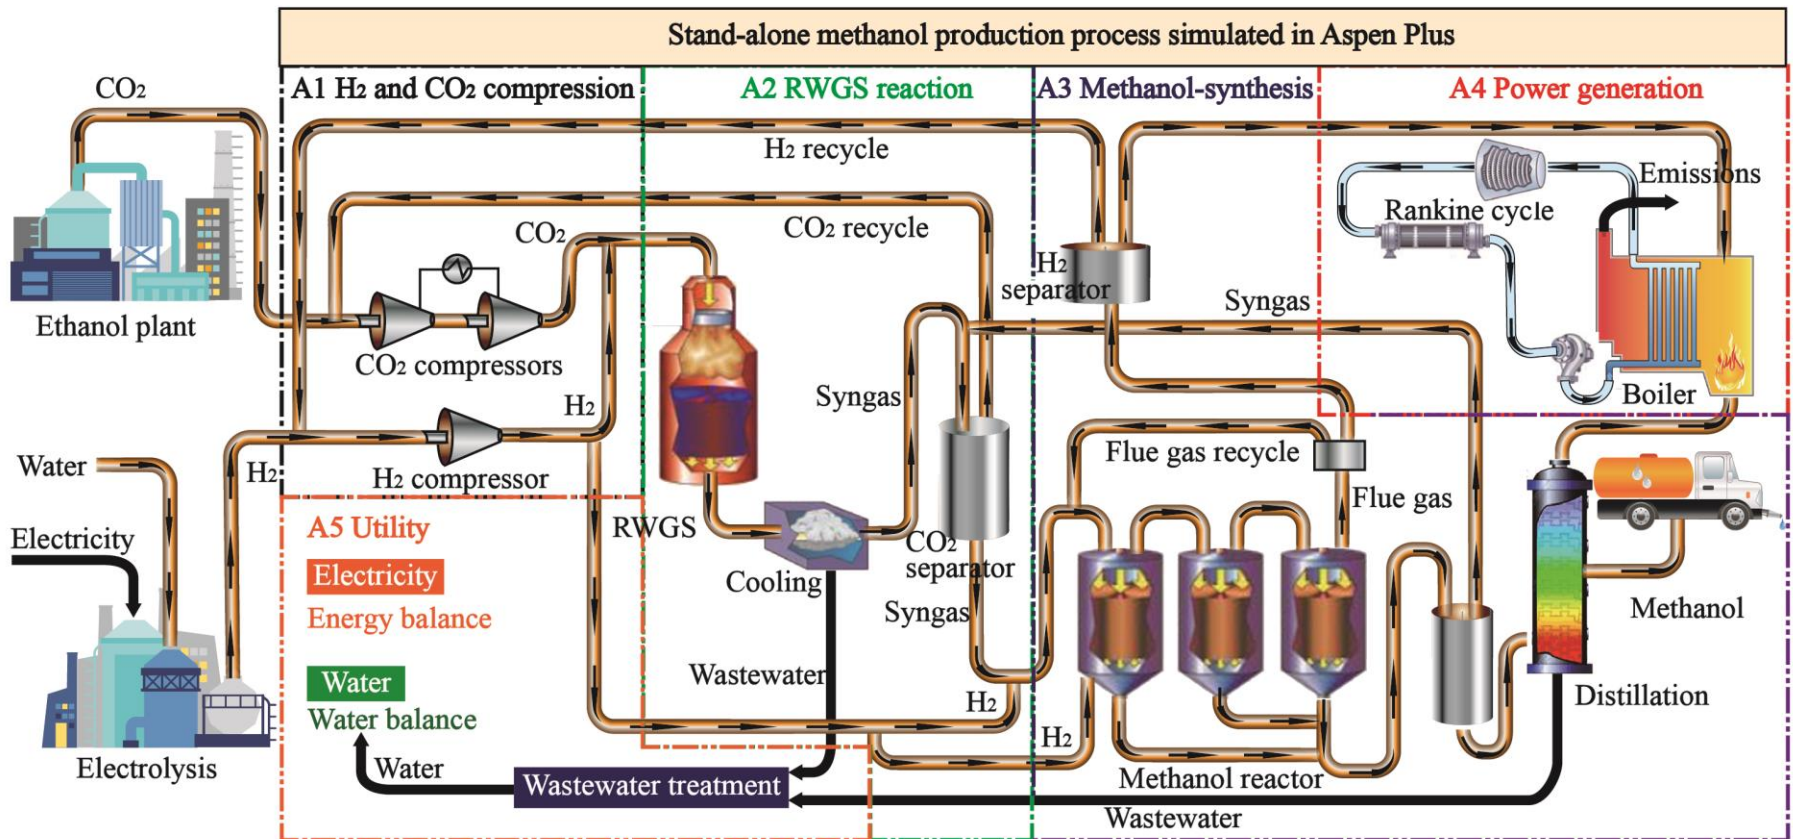 Stand-alone methanol production process simulated in Aspen Plus
CO₂
A1 H₂ and CO₂ compression
A2 RWGS reaction
A3 Methanol-synthesis
A4 Power generation
H₂ recycle
Emissions
Rankine cycle
CO₂
CO₂ recycle
H₂
separator
Syngas
Ethanol plant
CO₂ compressors
Boiler
Syngas
H₂
Flue gas recycle
Water
H₂
H₂ compressor
Flue gas
A5 Utility
RWGS
Electricity
CO₂
separator
Electricity
Cooling
Syngas
Energy balance
Methanol
Wastewater
Water
Distillation
H₂
Water balance
H₂
Electrolysis
Water
Wastewater treatment
Methanol reactor
Wastewater